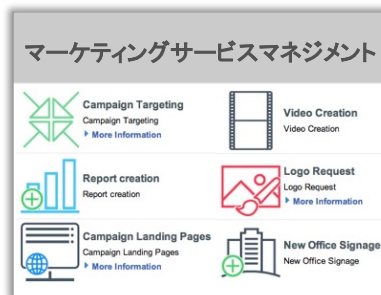 マーケティングサービスマネジメント
Campaign Targeting
Campaign Targeting
More Information
Video Creation
Video Creation
Report creation
Report creation
Logo Request
Logo Request
More Information
Campaign Landing Pages
Campaign Landing Pages
More Information
New Office Signage
New Office Signage